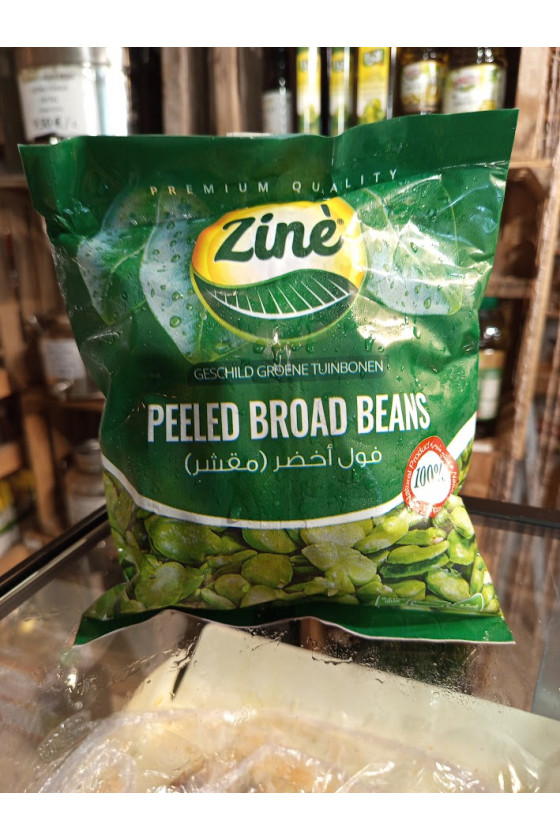 PREMIUM QUALITY
Zinè
GESCHILD GROENE TUINBONEN
PEELED BROAD BEANS
فول أخضر (مقشر)
100%